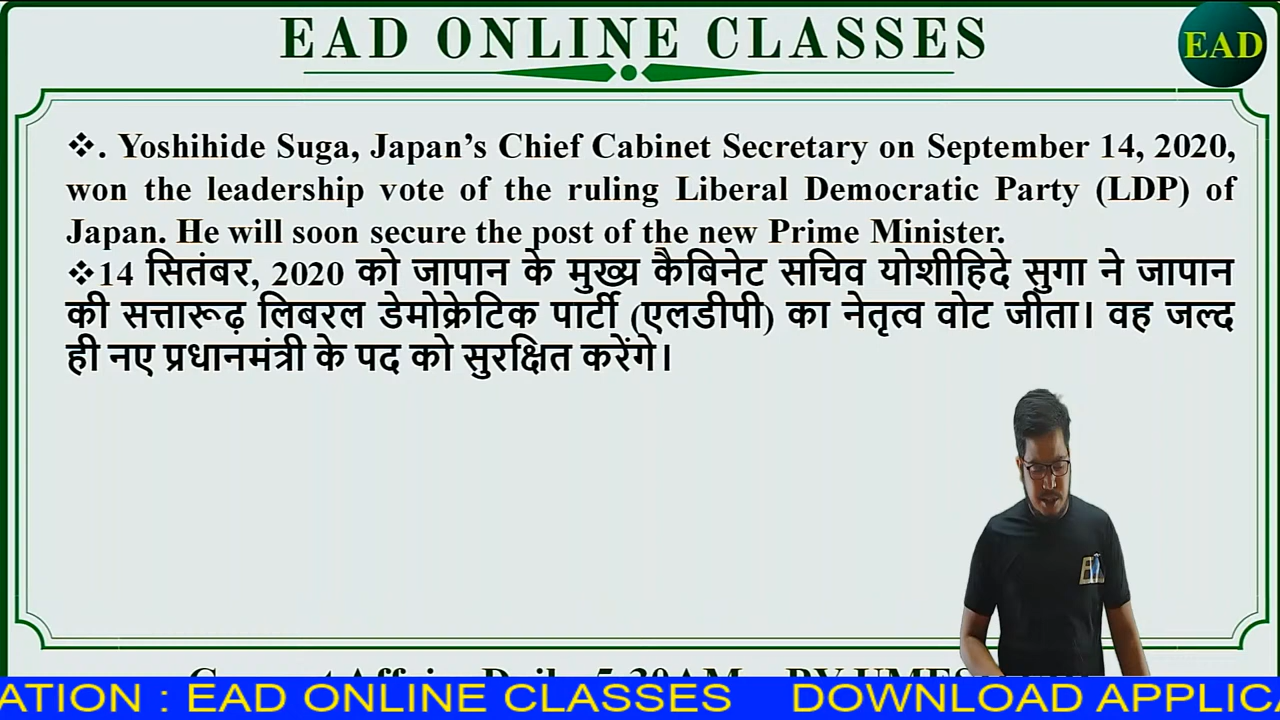 EAD ONLINE CLASSES
EAD
❖. Yoshihide Suga, Japan’s Chief Cabinet Secretary on September 14, 2020,
won the leadership vote of the ruling Liberal Democratic Party (LDP) of
Japan. He will soon secure the post of the new Prime Minister.
❖14 सितंबर, 2020 को जापान के मुख्य कैबिनेट सचिव योशीहिदे सुगा ने जापान
की सत्तारूढ़ लिबरल डेमोक्रेटिक पार्टी (एलडीपी) का नेतृत्व वोट जीता। वह जल्द
ही नए प्रधानमंत्री के पद को सुरक्षित करेंगे।
ATION : EAD ONLINE CLASSES DOWNLOAD APPLICA